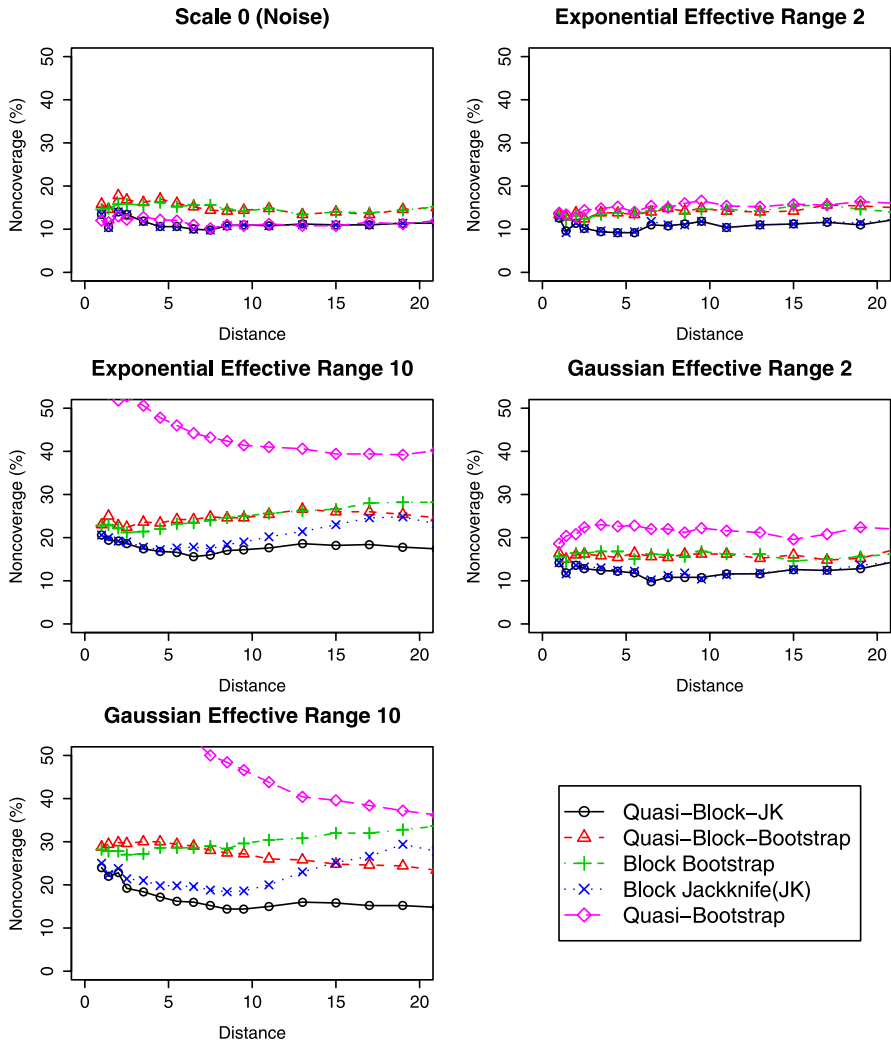 Scale 0 (Noise)
Noncoverage (%)
0 10 20 30 40 50
0 5 10 15 20
Distance
Exponential Effective Range 2
Noncoverage (%)
0 10 20 30 40 50
0 5 10 15 20
Distance
Exponential Effective Range 10
Noncoverage (%)
0 10 20 30 40 50
0 5 10 15 20
Distance
Gaussian Effective Range 2
Noncoverage (%)
0 10 20 30 40 50
0 5 10 15 20
Distance
Gaussian Effective Range 10
Noncoverage (%)
0 10 20 30 40 50
0 5 10 15 20
Distance
Quasi−Block−JK
Quasi−Block−Bootstrap
Block Bootstrap
Block Jackknife(JK)
Quasi−Bootstrap